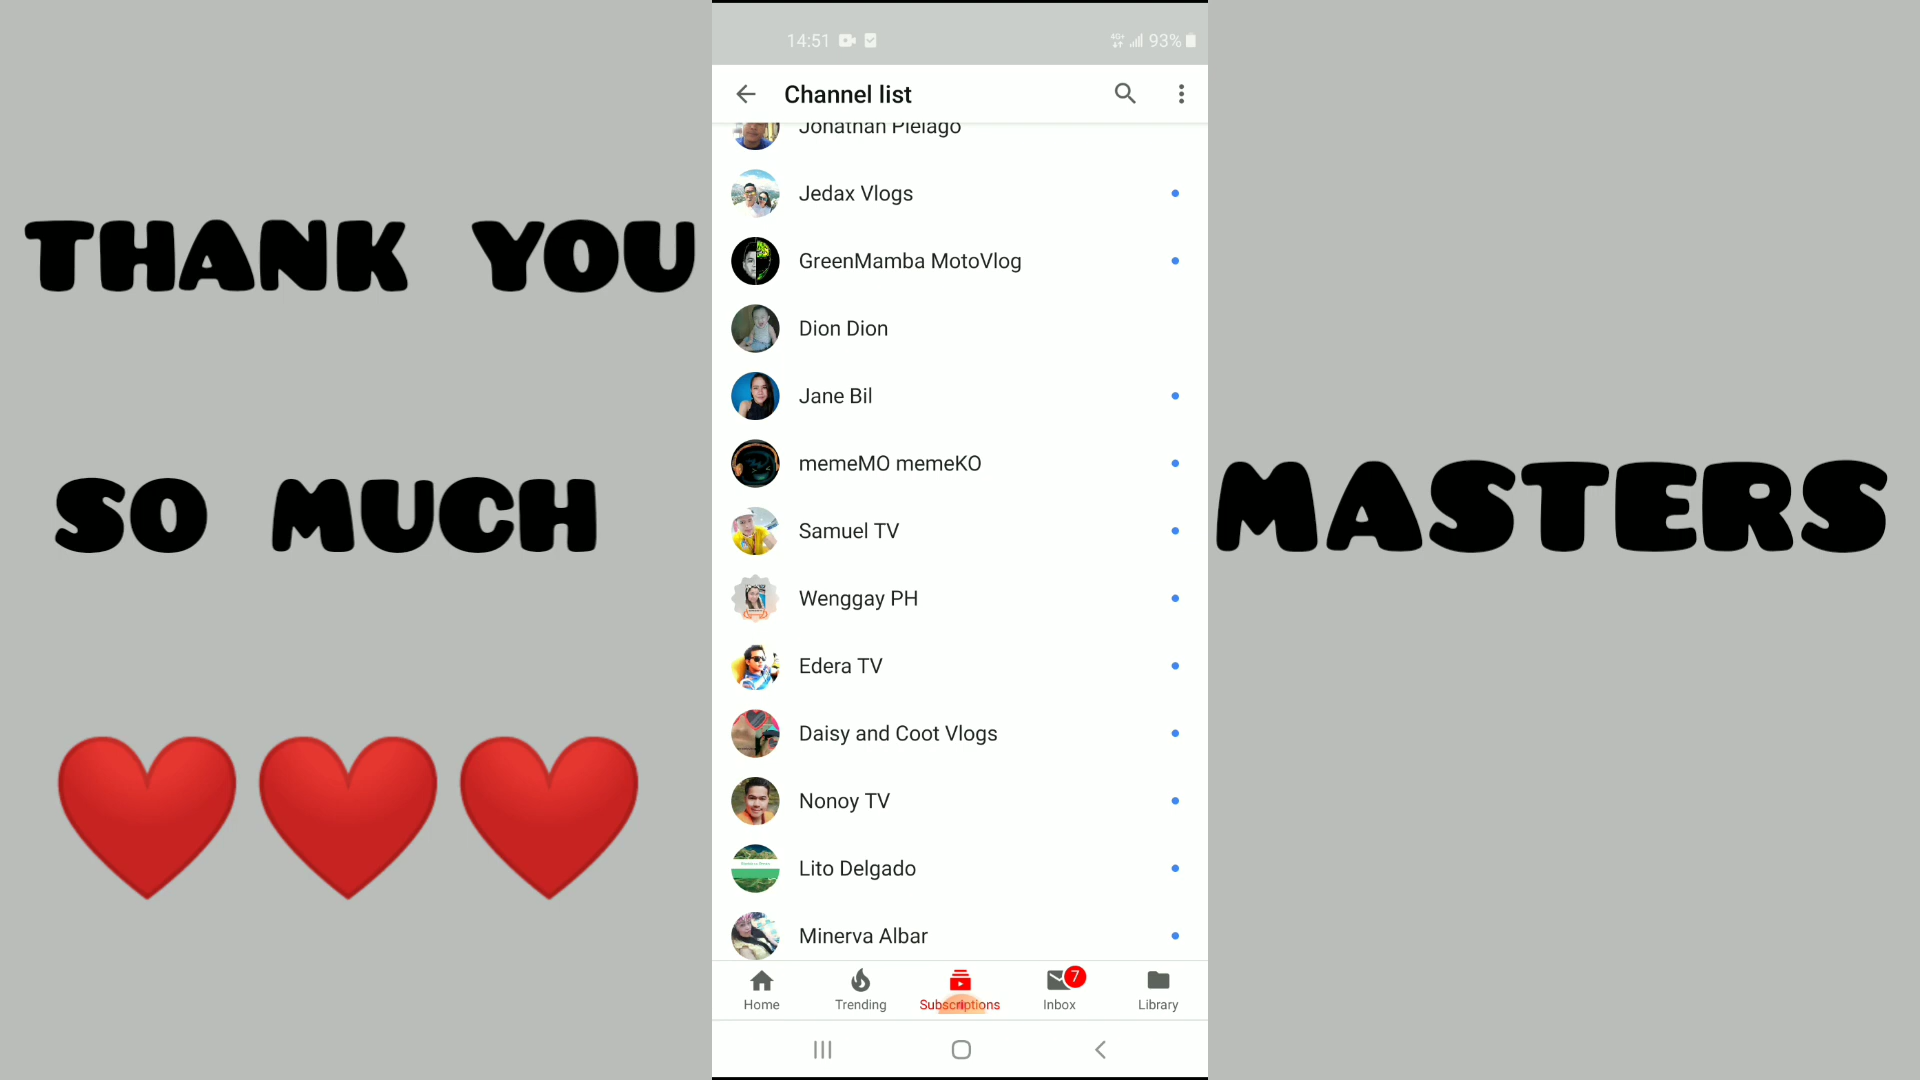 THANK YOU
SO MUCH
14:51
4G+ 93%
Channel list
Jonathan Pielago
Jedax Vlogs
GreenMamba MotoVlog
Dion Dion
Jane Bil
memeMO memeKO
Samuel TV
Wenggay PH
Edera TV
Daisy and Coot Vlogs
Nonoy TV
Lito Delgado
Minerva Albar
Home Trending Subscriptions Inbox 7 Library
MASTERS